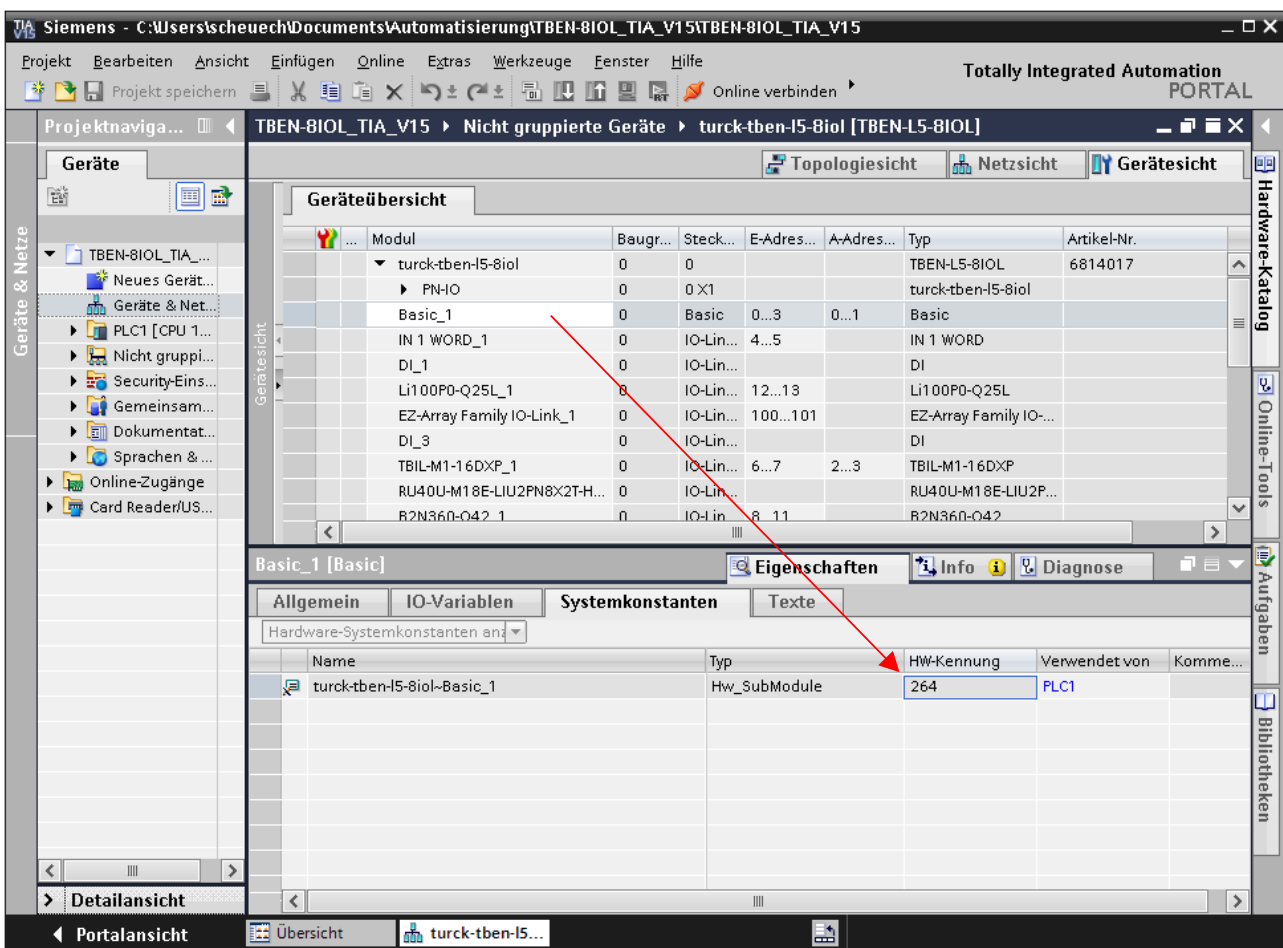 Siemens - C:\Users\scheuech\Documents\Automatisierung\TBEN-8IOL_TIA_V15\TBEN-8IOL_TIA_V15
Projekt Bearbeiten Ansicht Einfügen Online Extras Werkzeuge Fenster Hilfe
Totally Integrated Automation
PORTAL
Projekt speichern Online verbinden
Projektnaviga...
TBEN-8IOL_TIA_V15 Nicht gruppierte Geräte turck-tben-l5-8iol [TBEN-L5-8IOL]
Geräte
Topologiesicht Netzsicht Gerätesicht
Geräteübersicht
... Modul Baugr... Steck... E-Adres... A-Adres... Typ Artikel-Nr.
turck-tben-l5-8iol 0 0 TBEN-L5-8IOL 6814017
PN-IO 0 0 X1 turck-tben-l5-8iol
Basic_1 0 Basic 0...3 0...1 Basic
IN 1 WORD_1 0 IO-Lin... 4...5 IN 1 WORD
DI_1 0 IO-Lin... DI
Li100P0-Q25L_1 0 IO-Lin... 12...13 Li100P0-Q25L
EZ-Array Family IO-Link_1 0 IO-Lin... 100...101 EZ-Array Family IO-...
DI_3 0 IO-Lin... DI
TBIL-M1-16DXP_1 0 IO-Lin... 6...7 2...3 TBIL-M1-16DXP
RU40U-M18E-LIU2PN8X2T-H... 0 IO-Lin... RU40U-M18E-LIU2P...
B2N360-Q42_1 0 IO-Lin... 8...11 B2N360-Q42
TBEN-8IOL_TIA_...
Neues Gerät...
Geräte & Net...
PLC1 [CPU 1...
Nicht gruppi...
Security-Eins...
Gemeinsam...
Dokumentat...
Sprachen & ...
Online-Zugänge
Card Reader/US...
Geräte & Netze
Gerätesicht
Basic_1 [Basic]
Eigenschaften Info Diagnose
Allgemein IO-Variablen Systemkonstanten Texte
Hardware-Systemkonstanten anz
Name Typ HW-Kennung Verwendet von Komme...
turck-tben-l5-8iol~Basic_1 Hw_SubModule 264 PLC1
Hardware-Katalog
Online-Tools
Aufgaben
Bibliotheken
Detailansicht
Portalansicht Übersicht turck-tben-l5...